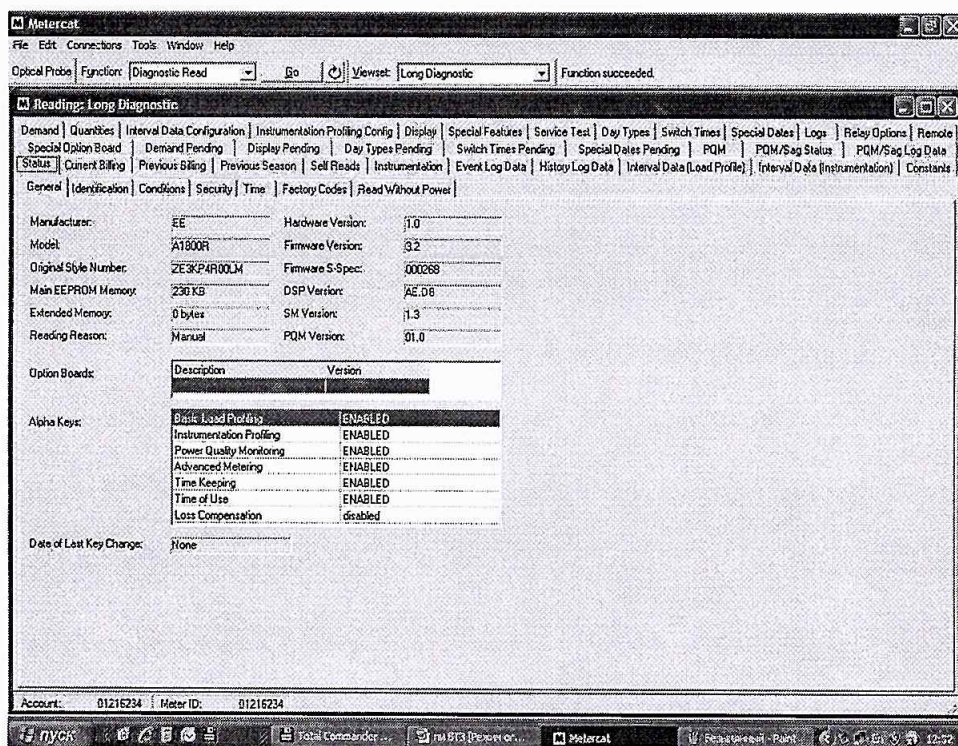 Metercat
File Edit Connections Tools Window Help
Optical Probe Function: Diagnostic Read Go Viewset: Long Diagnostic Function succeeded.
Reading: Long Diagnostic
Demand Quantities Interval Data Configuration Instrumentation Profiling Config Display Special Features Service Test Day Types Switch Times Special Dates Logs Relay Options Remote
Special Option Board Demand Pending Display Pending Day Types Pending Switch Times Pending Special Dates Pending PQM PQM/Sag Status PQM/Sag Log Data
Status Current Billing Previous Billing Previous Season Self Reads Instrumentation Event Log Data History Log Data Interval Data (Load Profile) Interval Data (Instrumentation) Constants
General Identification Conditions Security Time Factory Codes Read Without Power
Manufacturer: EE Hardware Version: 1.0
Model: A1800R Firmware Version: 3.2
Original Style Number: ZE3KP4R00LM Firmware S-Spec: 000268
Main EEPROM Memory: 230 KB DSP Version: AE.D8
Extended Memory: 0 bytes SM Version: 1.3
Reading Reason: Manual PQM Version: 01.0
Option Boards: Description Version
Alpha Keys: Basic Load Profiling ENABLED
Instrumentation Profiling ENABLED
Power Quality Monitoring ENABLED
Advanced Metering ENABLED
Time Keeping ENABLED
Time of Use ENABLED
Loss Compensation disabled
Date of Last Key Change: None
Account: 01216234 Meter ID: 01216234
пуск Total Commander ... Metercat Безымянный - Paint 12:52